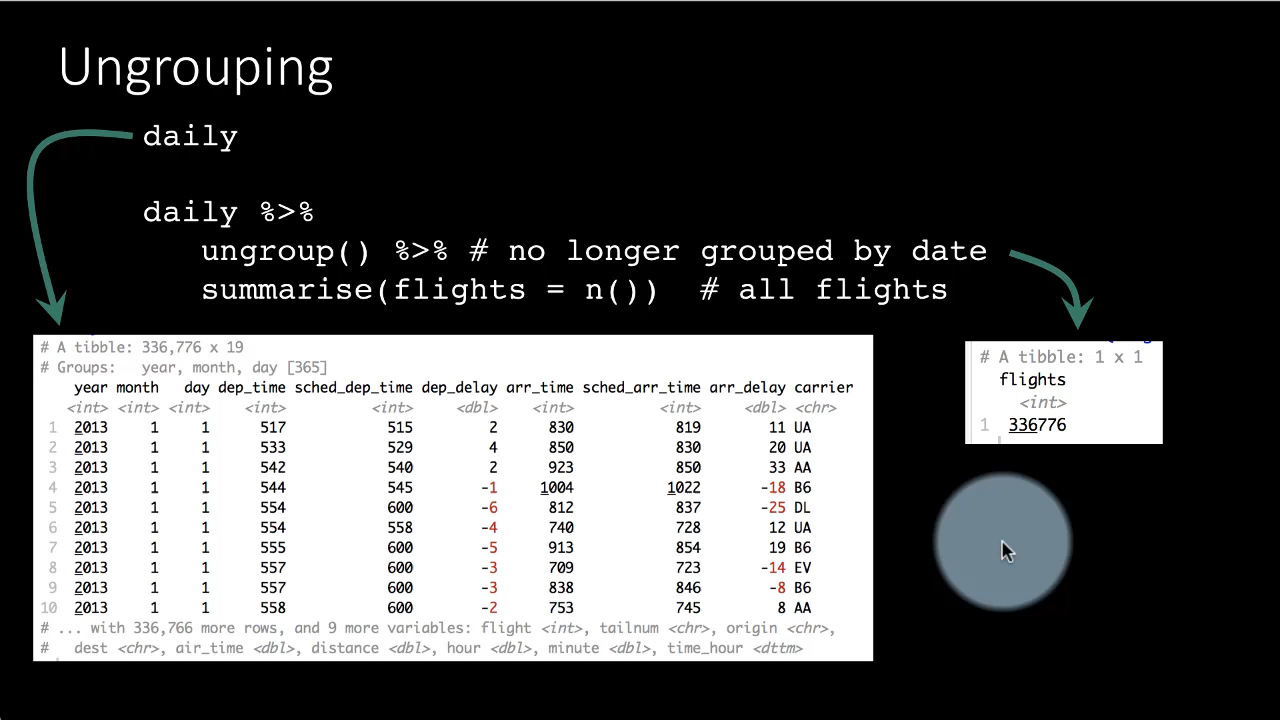 Ungrouping
daily
daily %>%
ungroup() %>% # no longer grouped by date
summarise(flights = n())  # all flights
# A tibble: 336,776 x 19
# Groups:   year, month, day [365]
year month day dep_time sched_dep_time dep_delay arr_time sched_arr_time arr_delay carrier
<int> <int> <int> <int> <int> <dbl> <int> <int> <dbl> <chr>
1 2013 1 1 517 515 2 830 819 11 UA
2 2013 1 1 533 529 4 850 830 20 UA
3 2013 1 1 542 540 2 923 850 33 AA
4 2013 1 1 544 545 -1 1004 1022 -18 B6
5 2013 1 1 554 600 -6 812 837 -25 DL
6 2013 1 1 554 558 -4 740 728 12 UA
7 2013 1 1 555 600 -5 913 854 19 B6
8 2013 1 1 557 600 -3 709 723 -14 EV
9 2013 1 1 557 600 -3 838 846 -8 B6
10 2013 1 1 558 600 -2 753 745 8 AA
# ... with 336,766 more rows, and 9 more variables: flight <int>, tailnum <chr>, origin <chr>,
#   dest <chr>, air_time <dbl>, distance <dbl>, hour <dbl>, minute <dbl>, time_hour <dttm>
# A tibble: 1 x 1
flights
<int>
1 336776